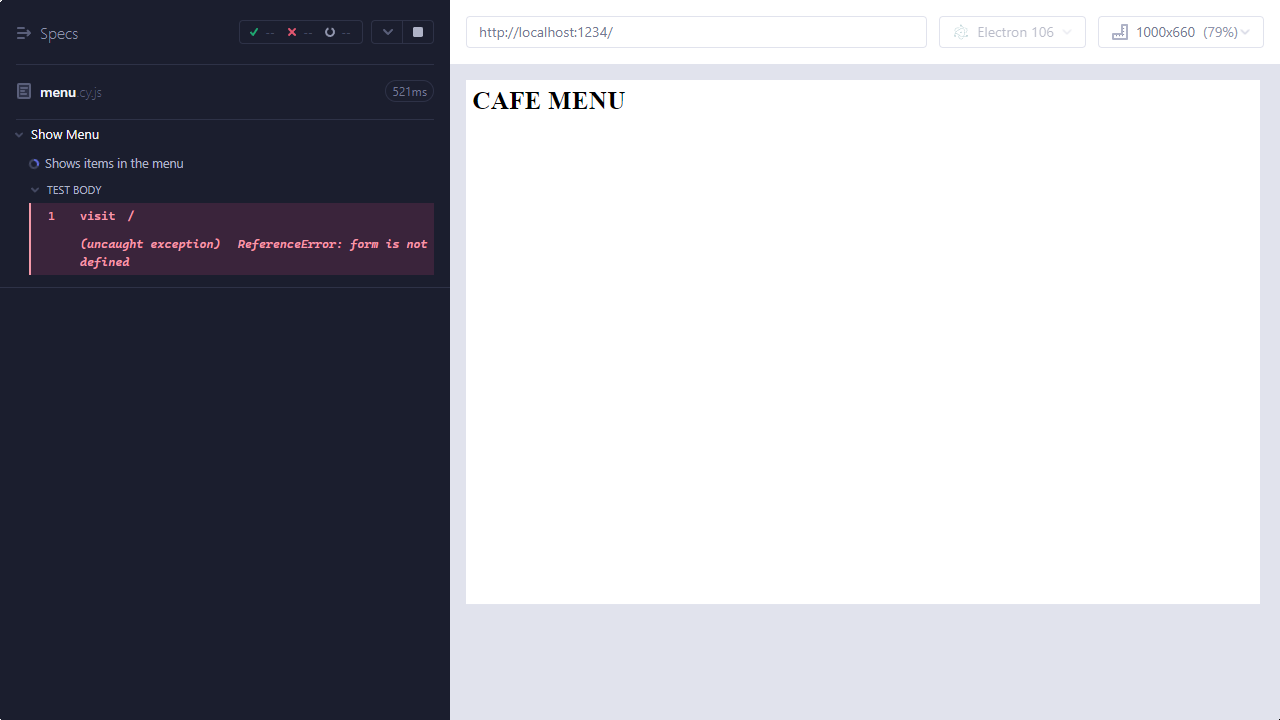 Specs
-- -- --
menu.cy.js
521ms
Show Menu
Shows items in the menu
TEST BODY
1 visit /
(uncaught exception) ReferenceError: form is not
defined
http://localhost:1234/
Electron 106
1000x660 (79%)
CAFE MENU